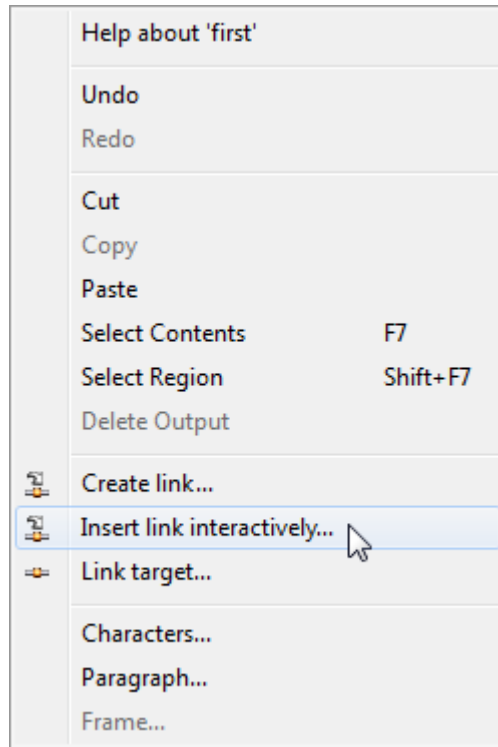 Help about 'first'
Undo
Redo
Cut
Copy
Paste
Select Contents F7
Select Region Shift+F7
Delete Output
Create link...
Insert link interactively...
Link target...
Characters...
Paragraph...
Frame...